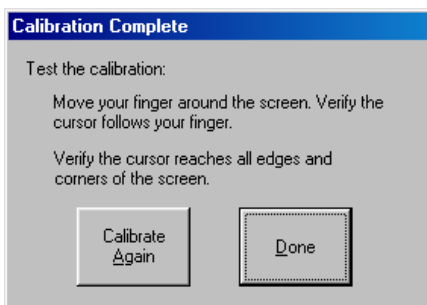 Calibration Complete
Test the calibration:
Move your finger around the screen. Verify the
cursor follows your finger.
Verify the cursor reaches all edges and
corners of the screen.
Calibrate
Again
Done